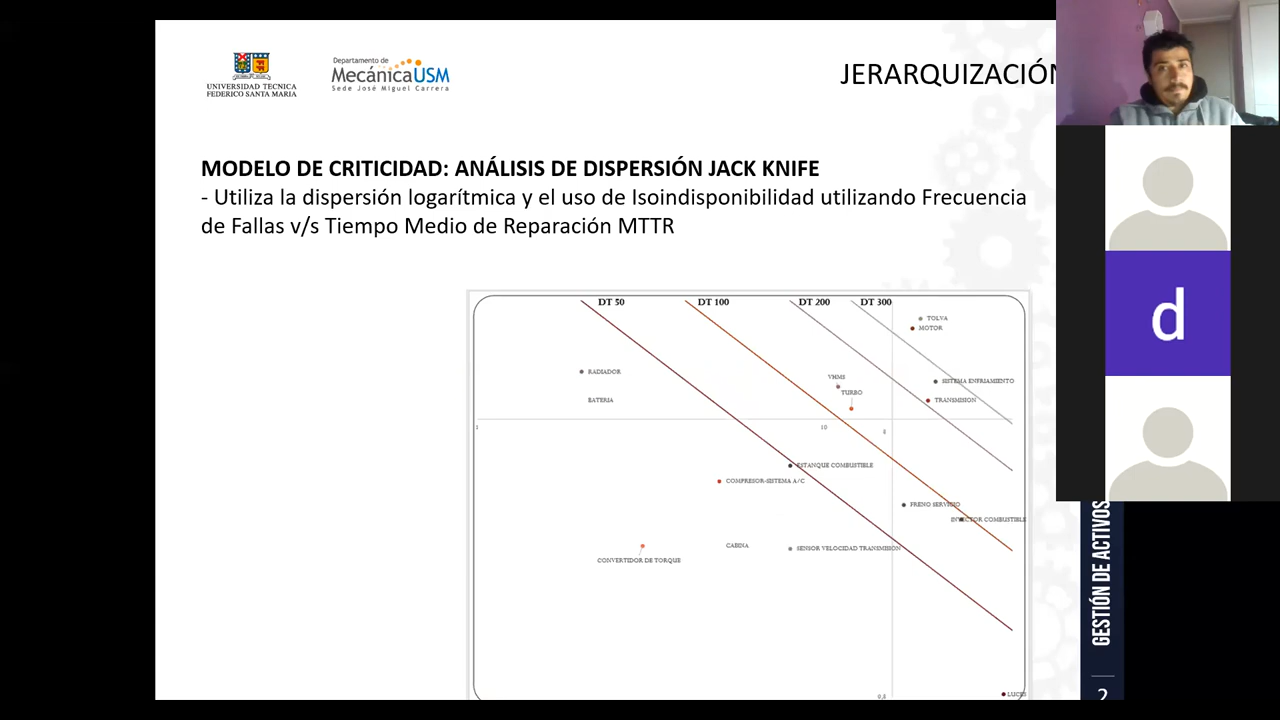 UNIVERSIDAD TECNICA
FEDERICO SANTA MARIA
Departamento de
MecánicaUSM
Sede José Miguel Carrera
JERARQUIZACIÓN
MODELO DE CRITICIDAD: ANÁLISIS DE DISPERSIÓN JACK KNIFE
- Utiliza la dispersión logarítmica y el uso de Isoindisponibilidad utilizando Frecuencia
de Fallas v/s Tiempo Medio de Reparación MTTR
DT 50
DT 100
DT 200
DT 300
TOLVA
MOTOR
RADIADOR
VHMS
SISTEMA ENFRIAMIENTO
TURBO
BATERIA
TRANSMISION
1
10
8
ESTANQUE COMBUSTIBLE
COMPRESOR-SISTEMA A/C
FRENO SERVICIO
INYECTOR COMBUSTIBLE
CABINA
SENSOR VELOCIDAD TRANSMISION
CONVERTIDOR DE TORQUE
0,8
LUCES
d
GESTIÓN DE ACTIVOS
2